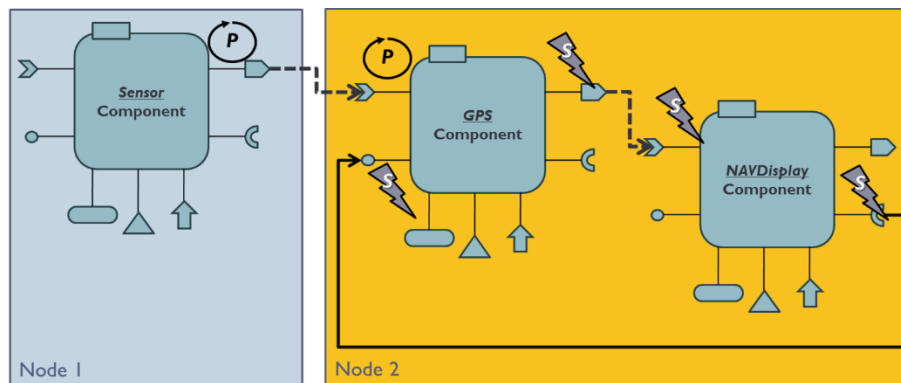 P
P
S
Sensor
Component
GPS
Component
S
S
NAVDisplay
Component
S
Node 1
Node 2